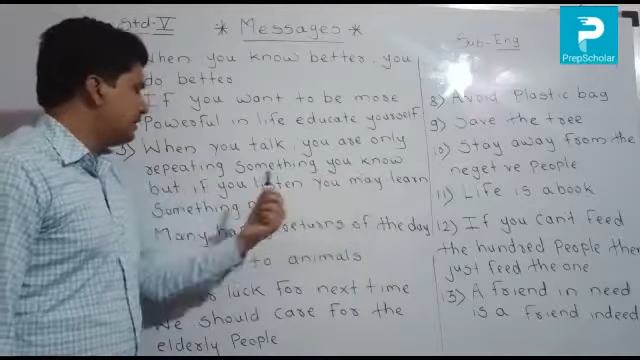 Std-V
* Messages *
Sub-Eng
PrepScholar
When you know better, you
do better
If you want to be more
Powerful in life educate yourself
When you talk, you are only
repeating something you know
but if you listen you may learn
Something
Many returns of the day
to animals
luck for next time
We should care for the
elderly People
8) Avoid Plastic bag
9) Save the tree
10) Stay away from the
negetve People
11) Life is a book
12) If you cant feed
the hundred People then
just feed the one
13) A friend in need
is a friend indeed